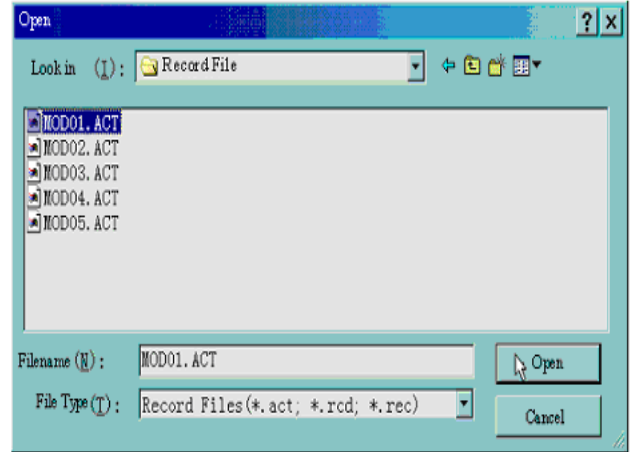 Open
Look in (I): Record File
MOD01.ACT
MOD02.ACT
MOD03.ACT
MOD04.ACT
MOD05.ACT
Filename (N): MOD01.ACT
Open
File Type (T): Record Files(*.act; *.rcd; *.rec)
Cancel